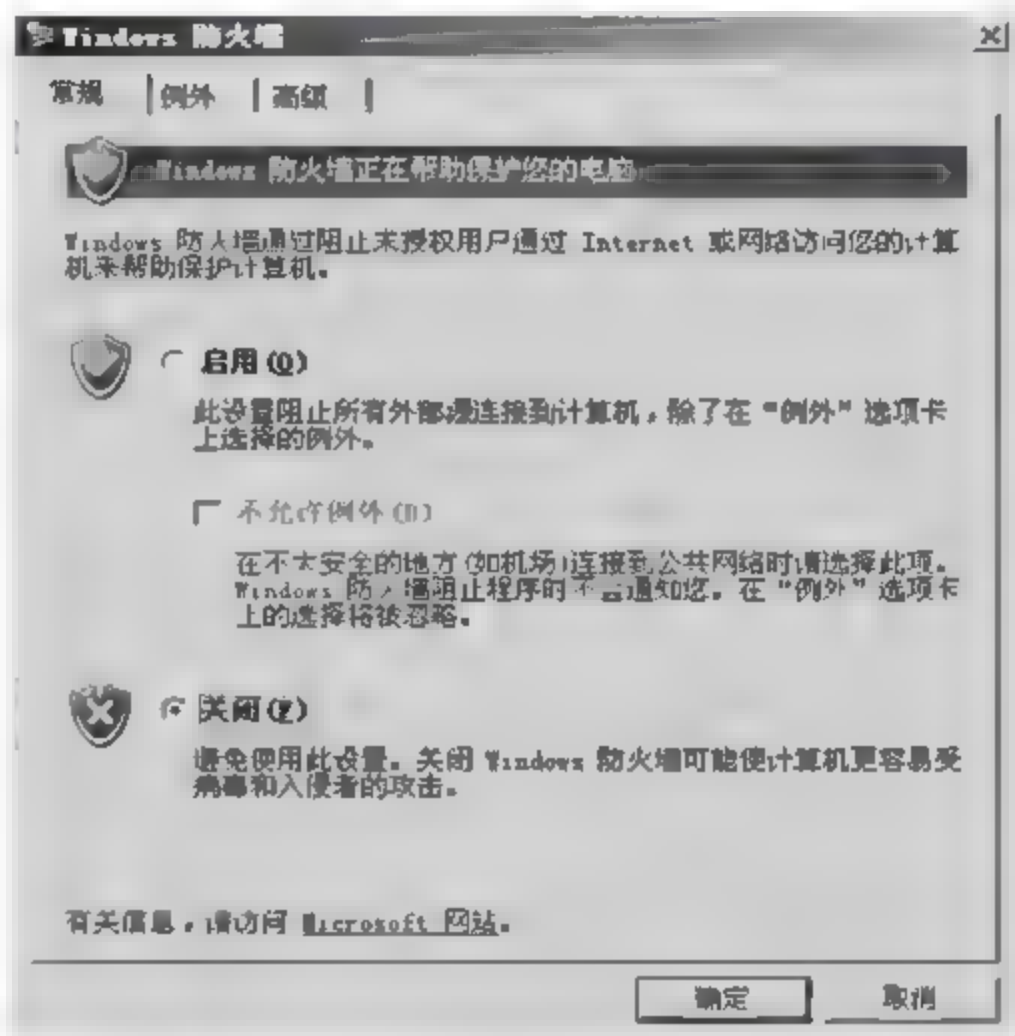 Windows 防火墙
常规
例外
高级
Windows 防火墙正在帮助保护您的电脑
Windows 防火墙通过阻止未授权用户通过 Internet 或网络访问您的计算
机来帮助保护计算机。
启用(O)
此设置阻止所有外部源连接到计算机，除了在“例外”选项卡
上选择的例外。
不允许例外(D)
在不太安全的地方(如机场)连接到公共网络时请选择此项。
Windows 防火墙阻止程序时不会通知您。在“例外”选项卡
上的选择将被忽略。
关闭(F)
避免使用此设置。关闭 Windows 防火墙可能使计算机更容易受
病毒和入侵者的攻击。
有关信息，请访问 Microsoft 网站。
确定
取消